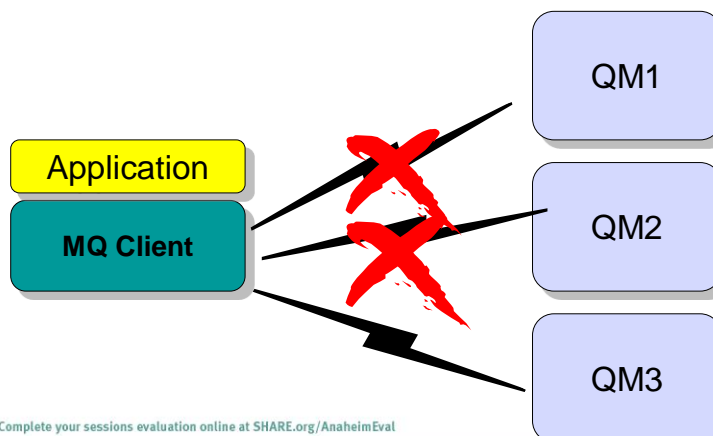 Application
MQ Client
QM1
QM2
QM3
Complete your sessions evaluation online at SHARE.org/AnaheimEval